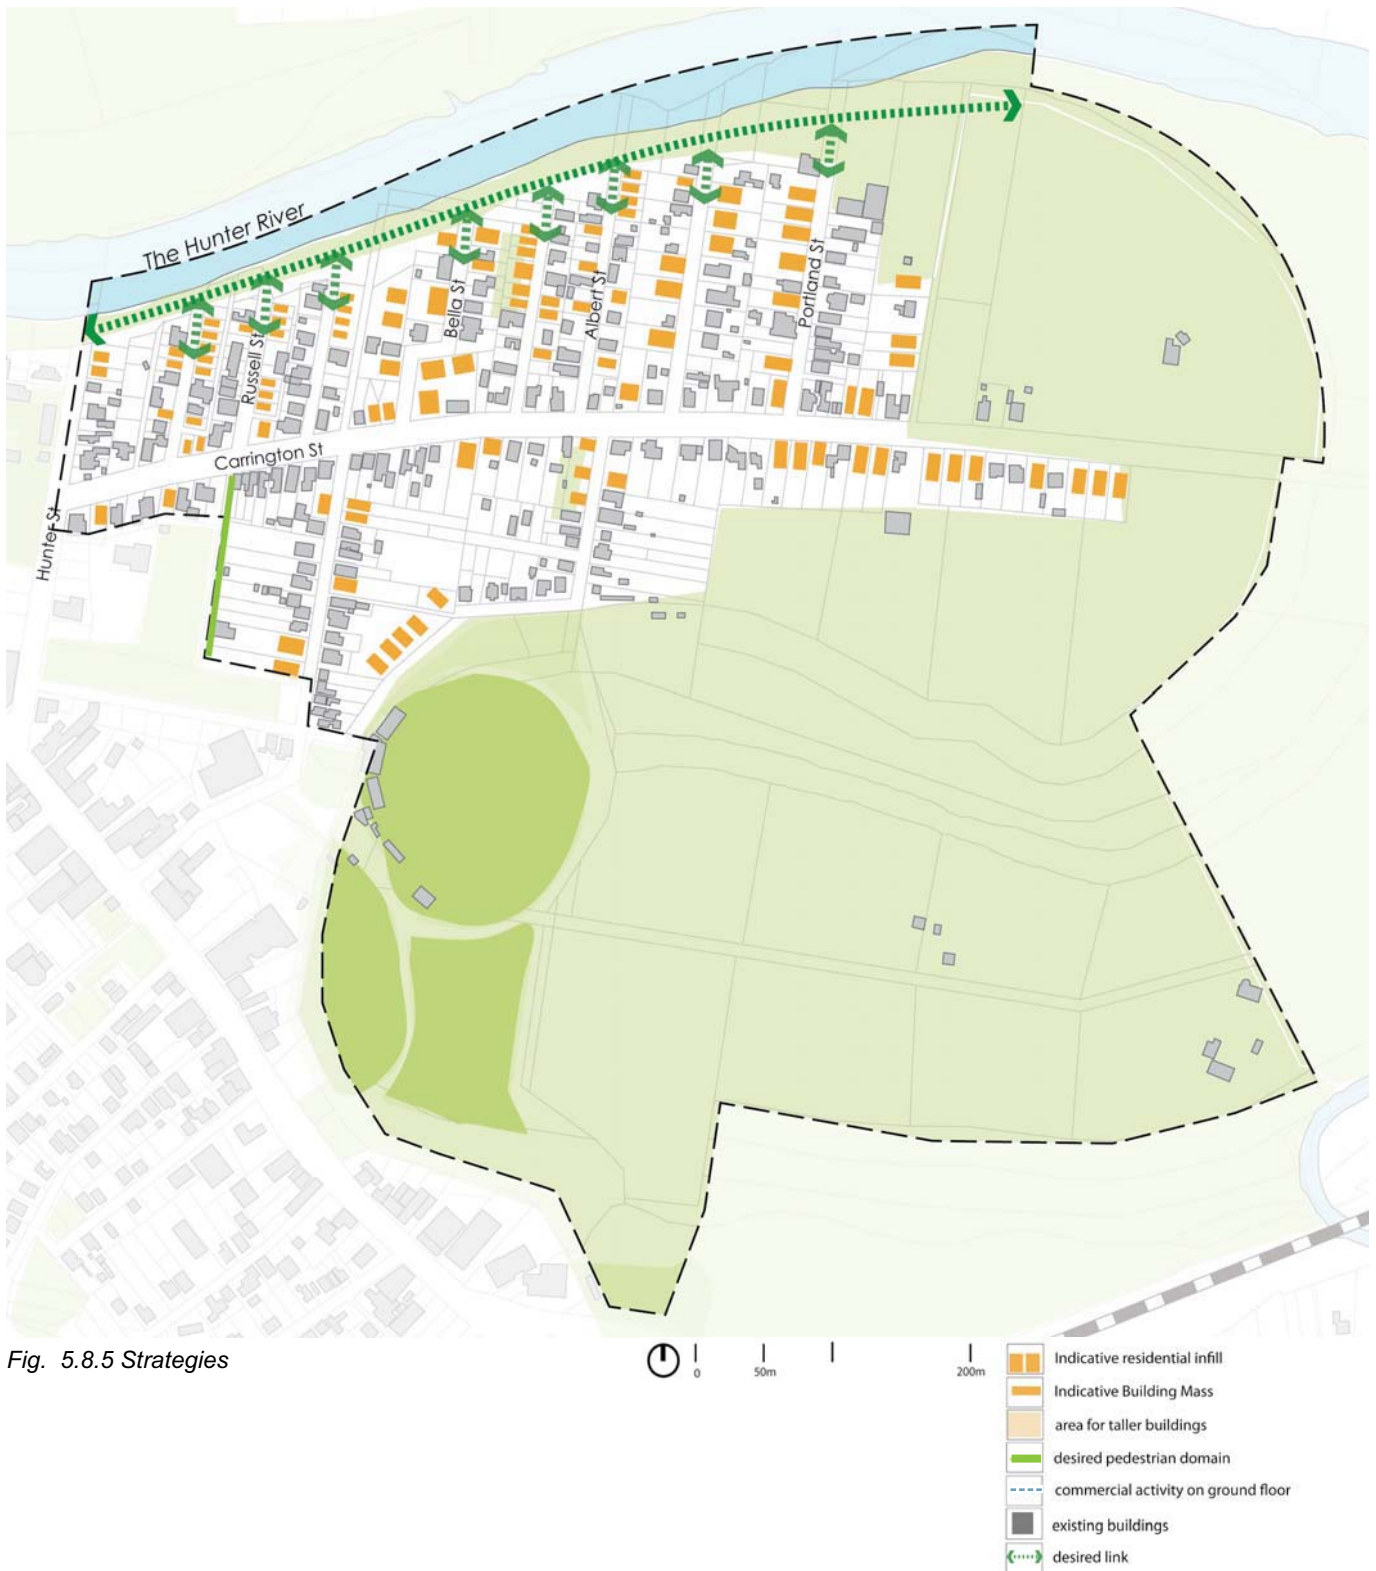 The Hunter River
Russell St
Bella St
Albert St
Portland St
Carrington St
Hunter St
Fig. 5.8.5 Strategies
0
50m
200m
Indicative residential infill
Indicative Building Mass
area for taller buildings
desired pedestrian domain
commercial activity on ground floor
existing buildings
desired link